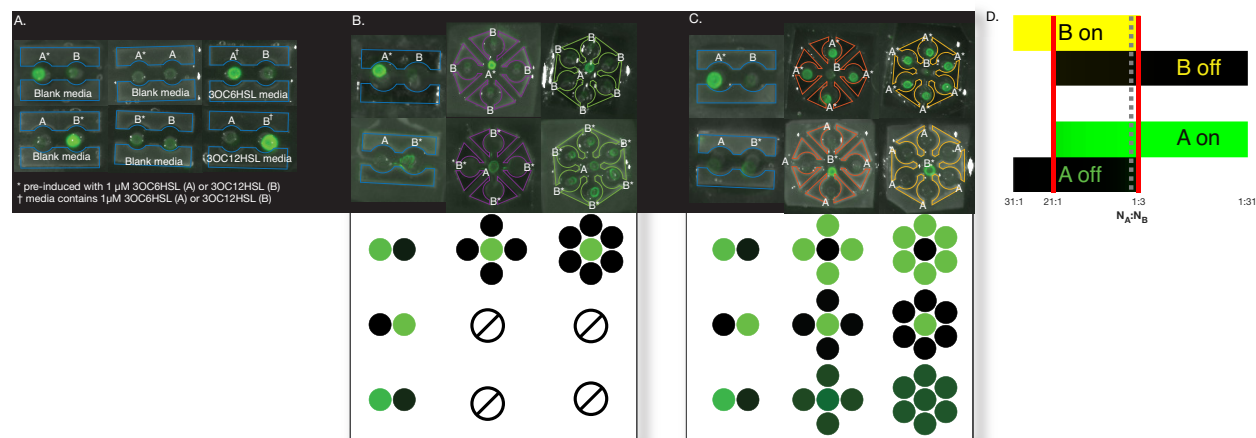 A.
A* B
Blank media
A* A
Blank media
A† B
3OC6HSL media
A B*
Blank media
B* B
Blank media
A B†
3OC12HSL media
* pre-induced with 1 µM 3OC6HSL (A) or 3OC12HSL (B)
† media contains 1µM 3OC6HSL (A) or 3OC12HSL (B)
B.
A* B
B
B A* B
B
B B
B A* B
B B
A B*
B*
B* A B*
B*
B* B*
B* A B*
B* B*
C.
A* B
A*
A* B A*
A*
A* A*
A* B A*
A* A*
A B*
A
A B* A
A
A A
A B* A
A A
D.
B on
B off
A on
A off
31:1 21:1 1:3 1:31
NA:NB